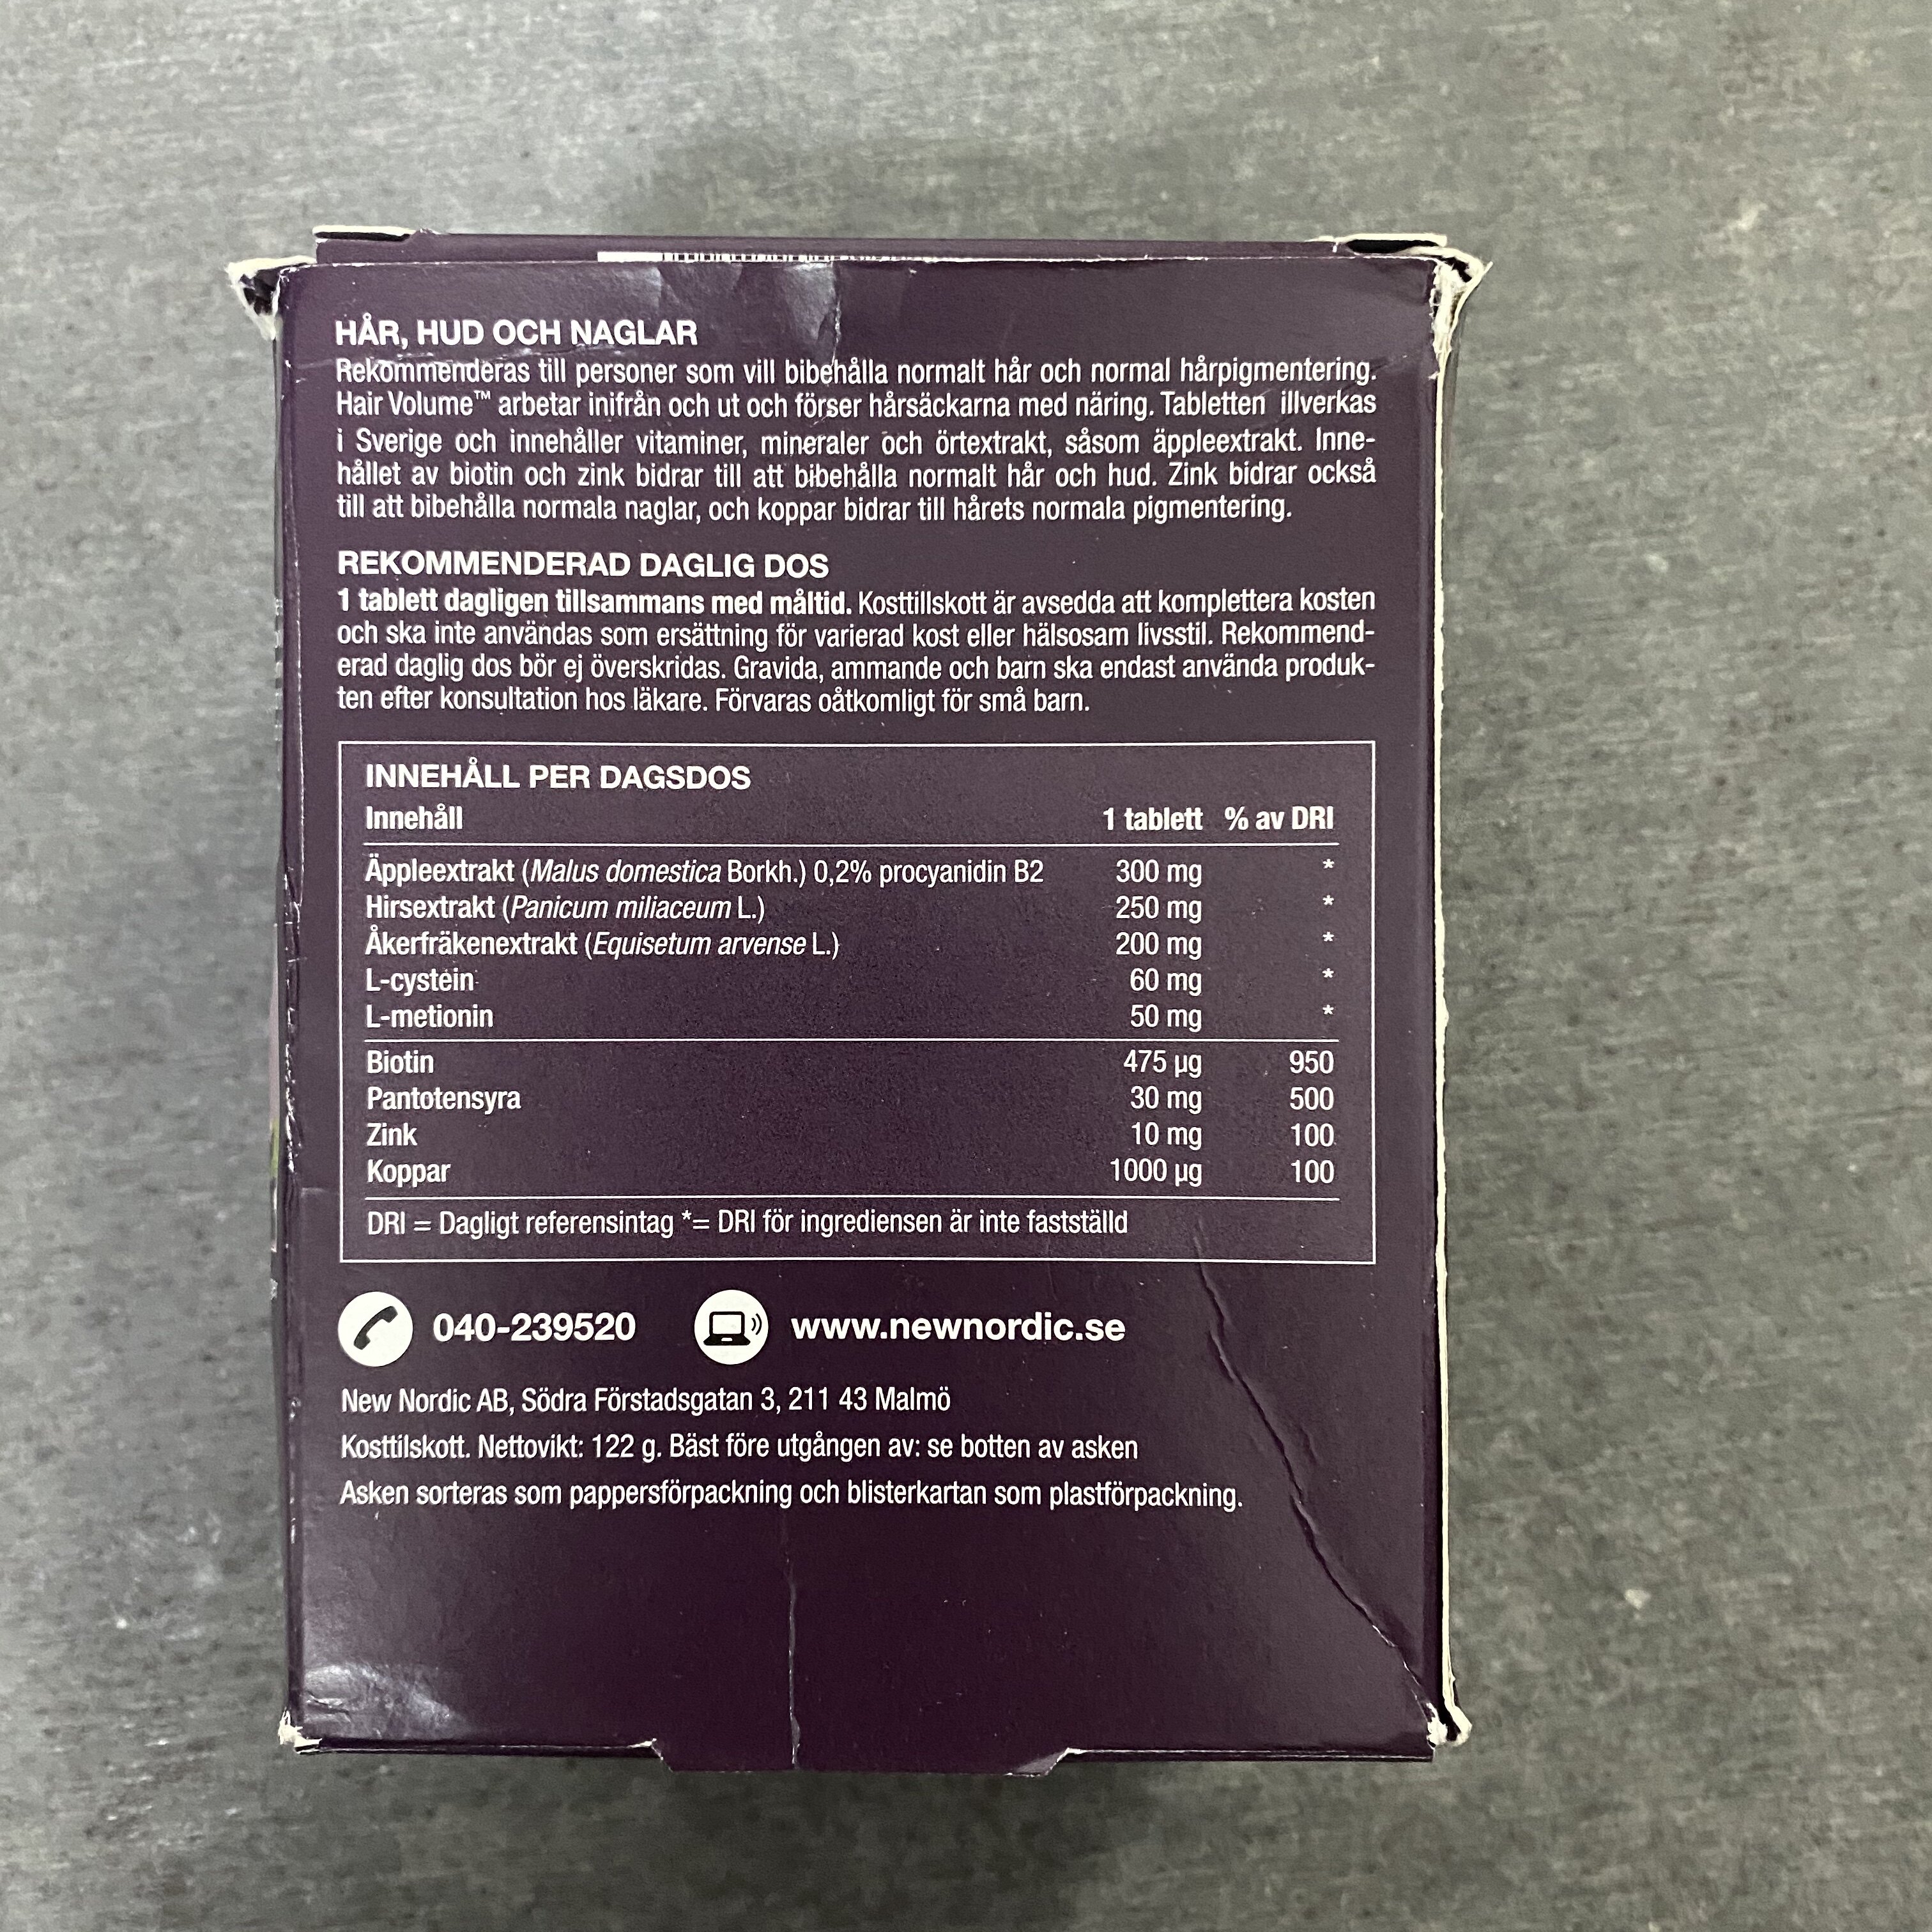 HÅR, HUD OCH NAGLAR
Rekommenderas till personer som vill bibehålla normalt hår och normal hårpigmentering.
Hair Volume™ arbetar inifrån och ut och förser hårsäckarna med näring. Tabletten illverkas
i Sverige och innehåller vitaminer, mineraler och örtextrakt, såsom äppleextrakt. Inne-
hållet av biotin och zink bidrar till att bibehålla normalt hår och hud. Zink bidrar också
till att bibehålla normala naglar, och koppar bidrar till hårets normala pigmentering.
REKOMMENDERAD DAGLIG DOS
1 tablett dagligen tillsammans med måltid. Kosttillskott är avsedda att komplettera kosten
och ska inte användas som ersättning för varierad kost eller hälsosam livsstil. Rekommend-
erad daglig dos bör ej överskridas. Gravida, ammande och barn ska endast använda produk-
ten efter konsultation hos läkare. Förvaras oåtkomligt för små barn.
INNEHÅLL PER DAGSDOS
Innehåll 1 tablett % av DRI
Äppleextrakt (Malus domestica Borkh.) 0,2% procyanidin B2 300 mg *
Hirsextrakt (Panicum miliaceum L.) 250 mg *
Åkerfräkenextrakt (Equisetum arvense L.) 200 mg *
L-cystein 60 mg *
L-metionin 50 mg *
Biotin 475 µg 950
Pantotensyra 30 mg 500
Zink 10 mg 100
Koppar 1000 µg 100
DRI = Dagligt referensintag *= DRI för ingrediensen är inte fastställd
040-239520 www.newnordic.se
New Nordic AB, Södra Förstadsgatan 3, 211 43 Malmö
Kosttilskott. Nettovikt: 122 g. Bäst före utgången av: se botten av asken
Asken sorteras som pappersförpackning och blisterkartan som plastförpackning.